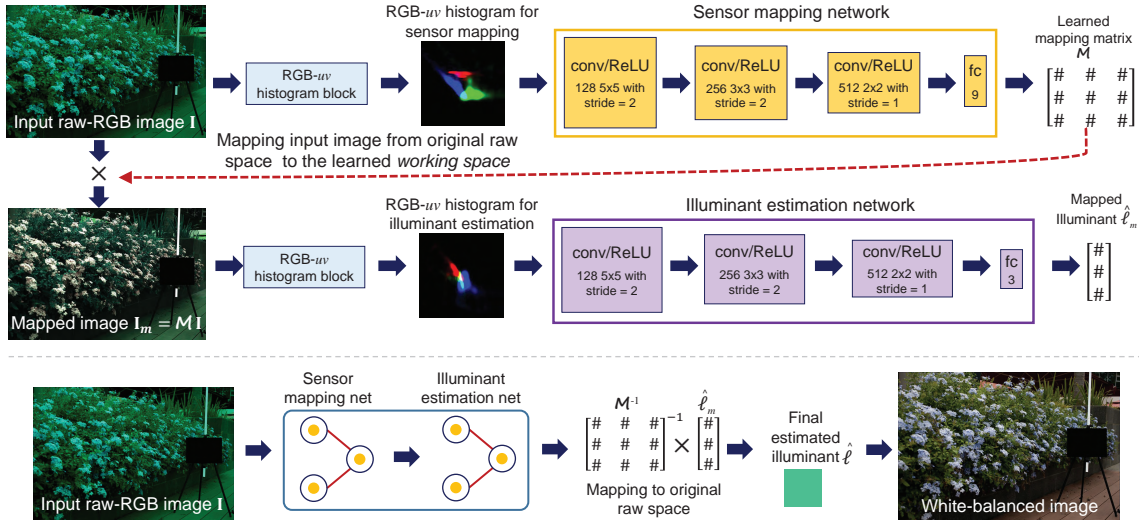 RGB-uv histogram for
sensor mapping
Sensor mapping network
Learned
mapping matrix
M
RGB-uv
histogram block
conv/ReLU
128 5x5 with
stride = 2
conv/ReLU
256 3x3 with
stride = 2
conv/ReLU
512 2x2 with
stride = 1
fc
9
# # #
# # #
# # #
Input raw-RGB image I
Mapping input image from original raw
space to the learned working space
×
RGB-uv histogram for
illuminant estimation
Illuminant estimation network
Mapped
Illuminant ℓ̂ₘ
RGB-uv
histogram block
conv/ReLU
128 5x5 with
stride = 2
conv/ReLU
256 3x3 with
stride = 2
conv/ReLU
512 2x2 with
stride = 1
fc
3
#
#
#
Mapped image Iₘ = M I
Sensor
mapping net
Illuminant
estimation net
M⁻¹
ℓ̂ₘ
[# # #
# # #
# # #]⁻¹ × [#
#
#]
Mapping to original
raw space
Final
estimated
illuminant ℓ̂
Input raw-RGB image I
White-balanced image